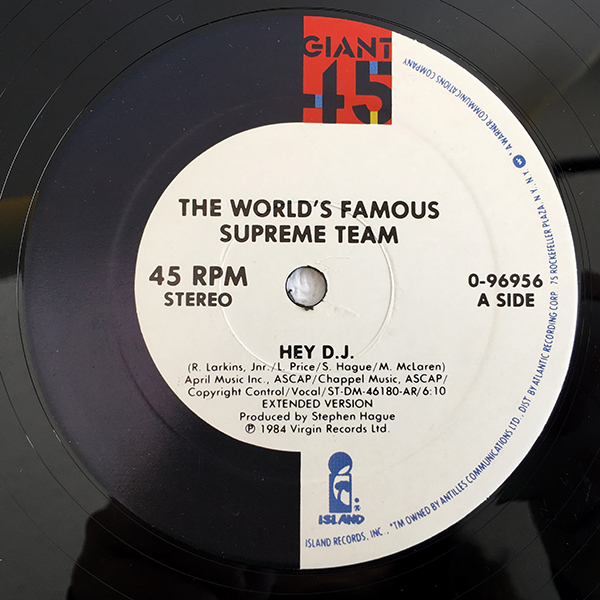 GIANT
45
THE WORLD'S FAMOUS
SUPREME TEAM
45 RPM
STEREO
0-96956
A SIDE
HEY D.J.
(R. Larkins, Jnr./L. Price/S. Hague/M. McLaren)
April Music Inc., ASCAP/Chappel Music, ASCAP/
Copyright Control/Vocal/ST-DM-46180-AR/6:10
EXTENDED VERSION
Produced by Stephen Hague
℗ 1984 Virgin Records Ltd.
ISLAND
ISLAND RECORDS, INC., *TM OWNED BY ANTILLES COMMUNICATIONS LTD., DIST. BY ATLANTIC RECORDING CORP. 75 ROCKEFELLER PLAZA, N.Y., N.Y. A WARNER COMMUNICATIONS COMPANY